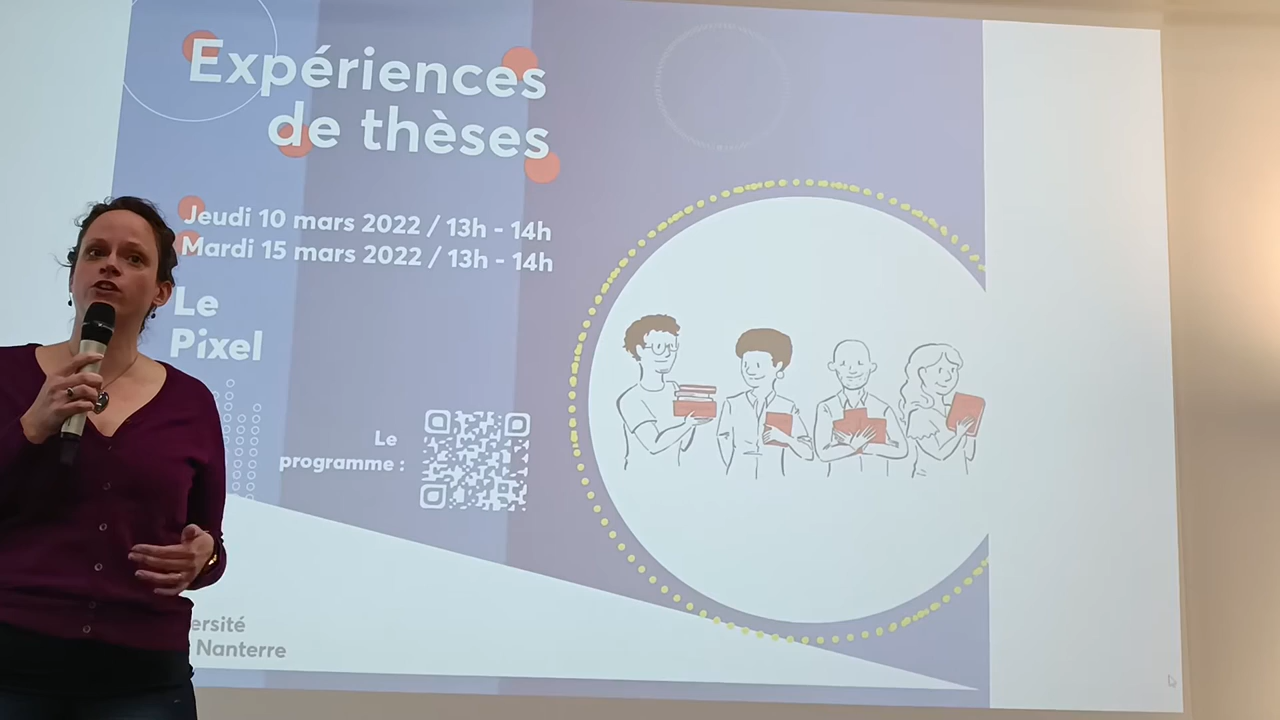 Expériences
de thèses
Jeudi 10 mars 2022 / 13h - 14h
Mardi 15 mars 2022 / 13h - 14h
Le
Pixel
Le
programme :
ersité
Nanterre